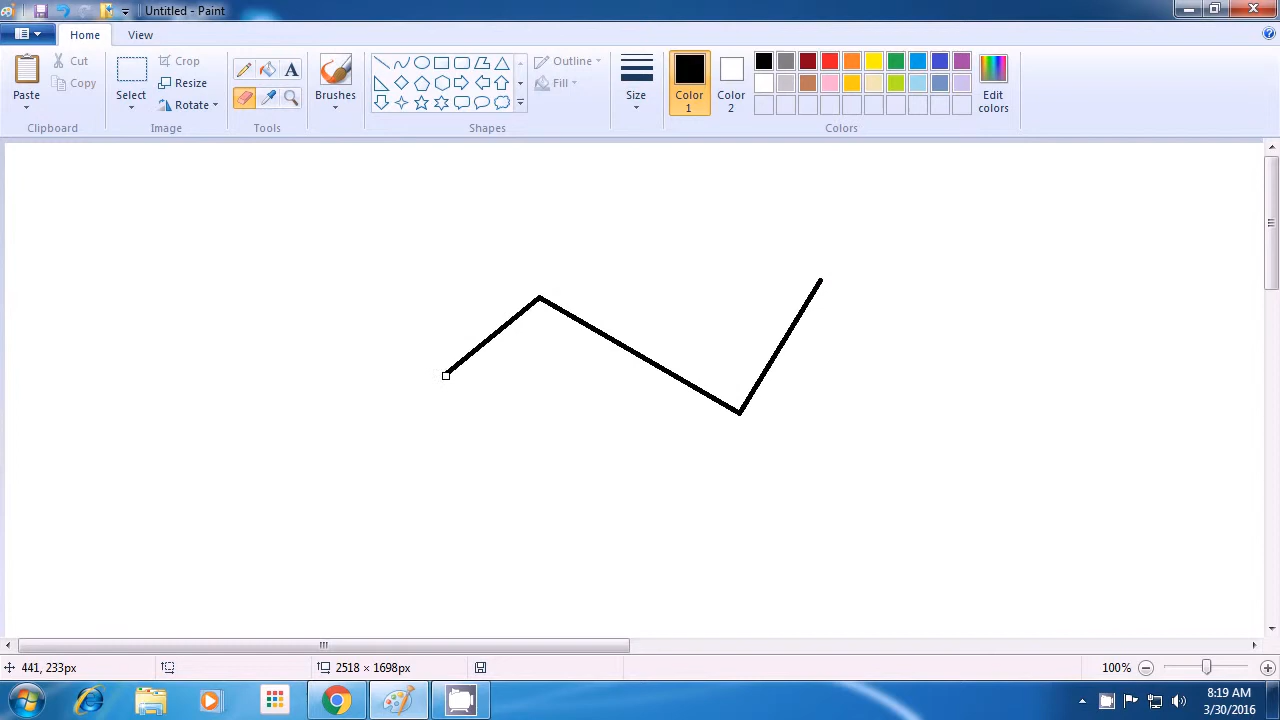 Untitled - Paint
Home View
Paste Cut Copy Clipboard
Select Crop Resize Rotate Image
A
Tools
Brushes
Outline Fill Shapes
Size
Color 1 Color 2 Edit colors
Colors
441, 233px 2518 × 1698px 100%
8:19 AM
3/30/2016